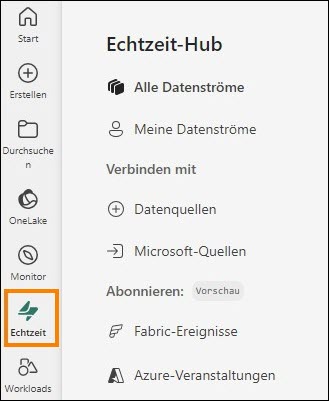 Start
Erstellen
Durchsuche
n
OneLake
Monitor
Echtzeit
Workloads
Echtzeit-Hub
Alle Datenströme
Meine Datenströme
Verbinden mit
Datenquellen
Microsoft-Quellen
Abonnieren: Vorschau
Fabric-Ereignisse
Azure-Veranstaltungen